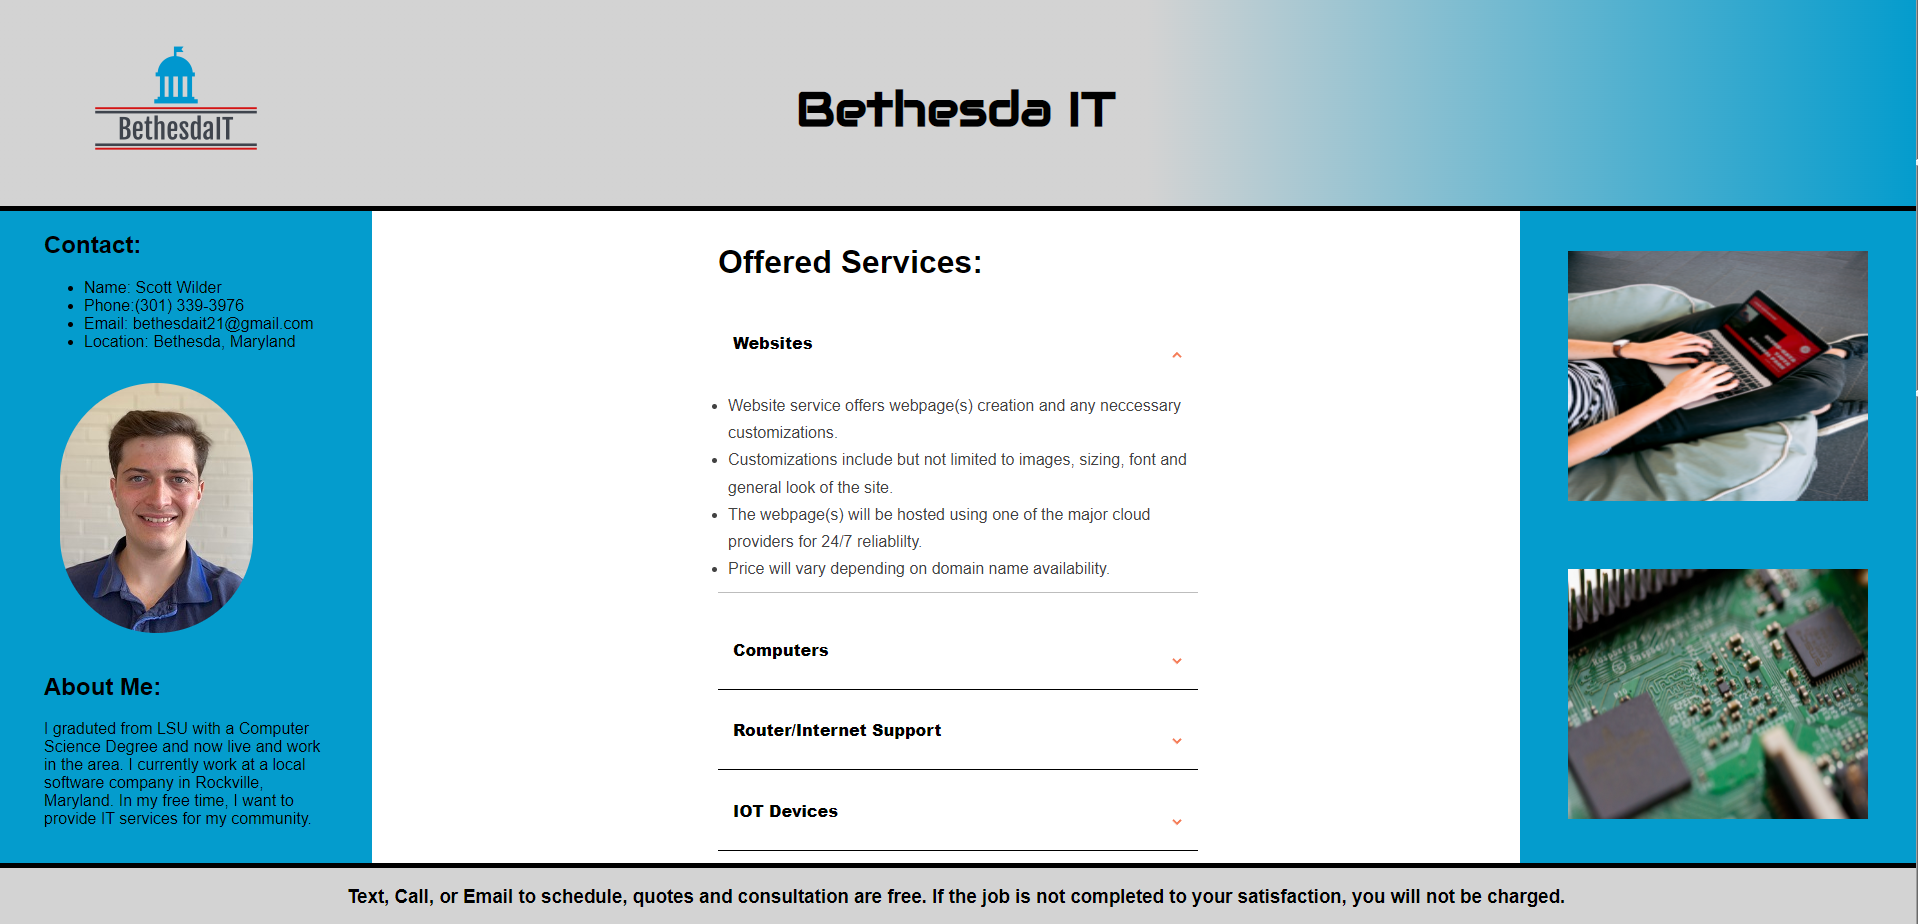 BethesdaIT
Bethesda IT
Contact:
Name: Scott Wilder
Phone:(301) 339-3976
Email: bethesdait21@gmail.com
Location: Bethesda, Maryland
About Me:
I graduted from LSU with a Computer
Science Degree and now live and work
in the area. I currently work at a local
software company in Rockville,
Maryland. In my free time, I want to
provide IT services for my community.
Offered Services:
Websites
Website service offers webpage(s) creation and any neccessary
customizations.
Customizations include but not limited to images, sizing, font and
general look of the site.
The webpage(s) will be hosted using one of the major cloud
providers for 24/7 reliablilty.
Price will vary depending on domain name availability.
Computers
Router/Internet Support
IOT Devices
Text, Call, or Email to schedule, quotes and consultation are free. If the job is not completed to your satisfaction, you will not be charged.